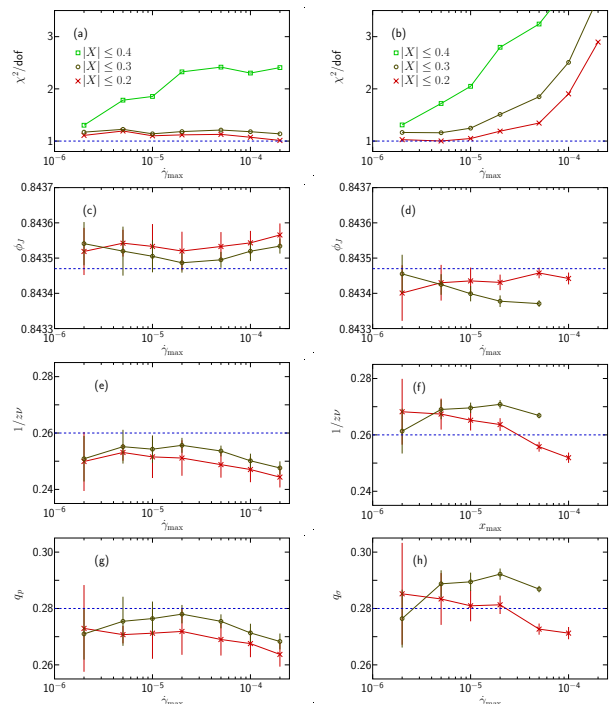 (a)
|X| ≤ 0.4
|X| ≤ 0.3
|X| ≤ 0.2
χ²/dof
3
2
1
10⁻⁶ 10⁻⁵ 10⁻⁴
γ̇max
(b)
|X| ≤ 0.4
|X| ≤ 0.3
|X| ≤ 0.2
χ²/dof
3
2
1
10⁻⁶ 10⁻⁵ 10⁻⁴
γ̇max
(c)
ϕJ
0.8437
0.8436
0.8435
0.8434
0.8433
10⁻⁶ 10⁻⁵ 10⁻⁴
γ̇max
(d)
ϕJ
0.8437
0.8436
0.8435
0.8434
0.8433
10⁻⁶ 10⁻⁵ 10⁻⁴
γ̇max
(e)
1/zν
0.28
0.26
0.24
10⁻⁶ 10⁻⁵ 10⁻⁴
γ̇max
(f)
1/zν
0.28
0.26
0.24
10⁻⁶ 10⁻⁵ 10⁻⁴
xmax
(g)
qp
0.30
0.28
0.26
10⁻⁶ 10⁻⁵ 10⁻⁴
γ̇max
(h)
qσ
0.30
0.28
0.26
10⁻⁶ 10⁻⁵ 10⁻⁴
γ̇max